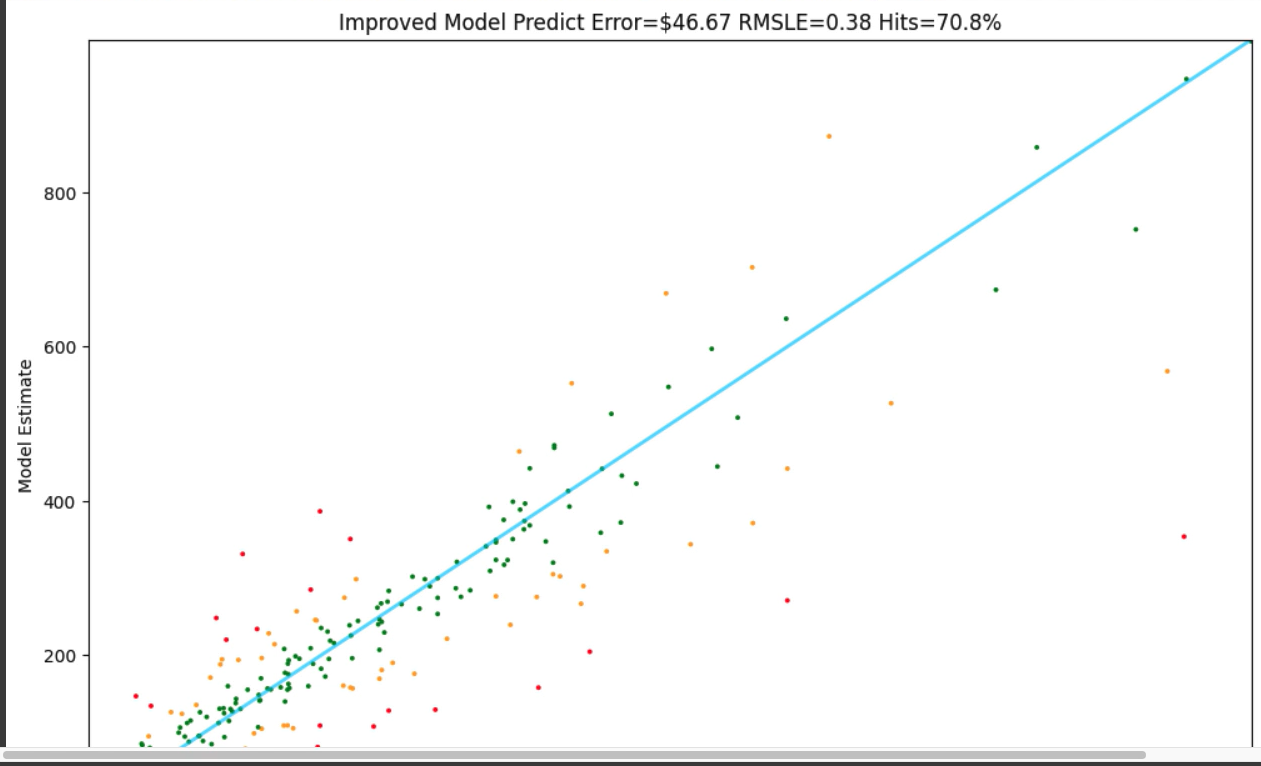 Improved Model Predict Error=$46.67 RMSLE=0.38 Hits=70.8%
800
600
Model Estimate
400
200